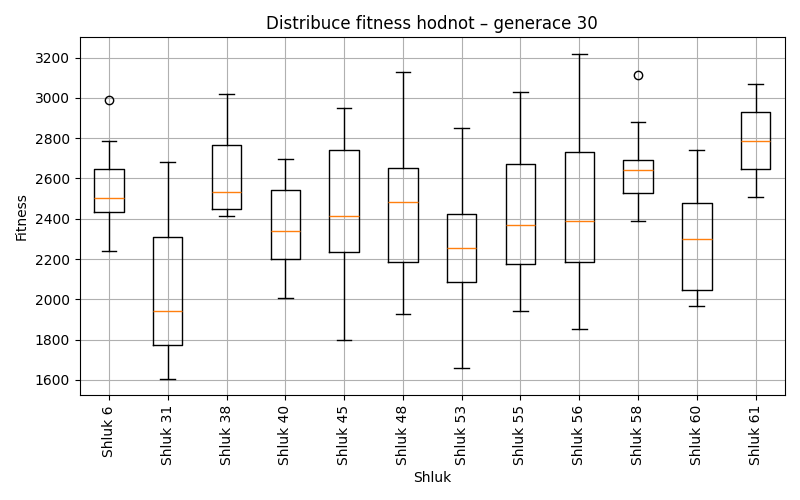 Distribuce fitness hodnot – generace 30
Fitness
3200
3000
2800
2600
2400
2200
2000
1800
1600
Shluk 6
Shluk 31
Shluk 38
Shluk 40
Shluk 45
Shluk 48
Shluk 53
Shluk 55
Shluk 56
Shluk 58
Shluk 60
Shluk 61
Shluk